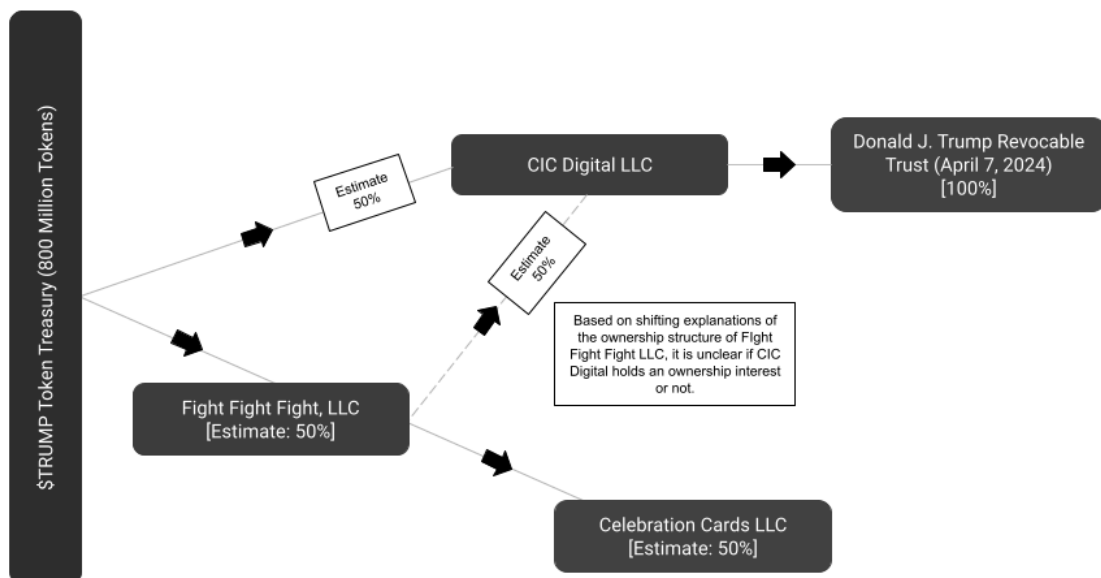 $TRUMP Token Treasury (800 Million Tokens)
Estimate
50%
CIC Digital LLC
Donald J. Trump Revocable
Trust (April 7, 2024)
[100%]
Estimate
50%
Based on shifting explanations of
the ownership structure of FIght
Fight Fight LLC, it is unclear if CIC
Digital holds an ownership interest
or not.
Fight Fight Fight, LLC
[Estimate: 50%]
Celebration Cards LLC
[Estimate: 50%]